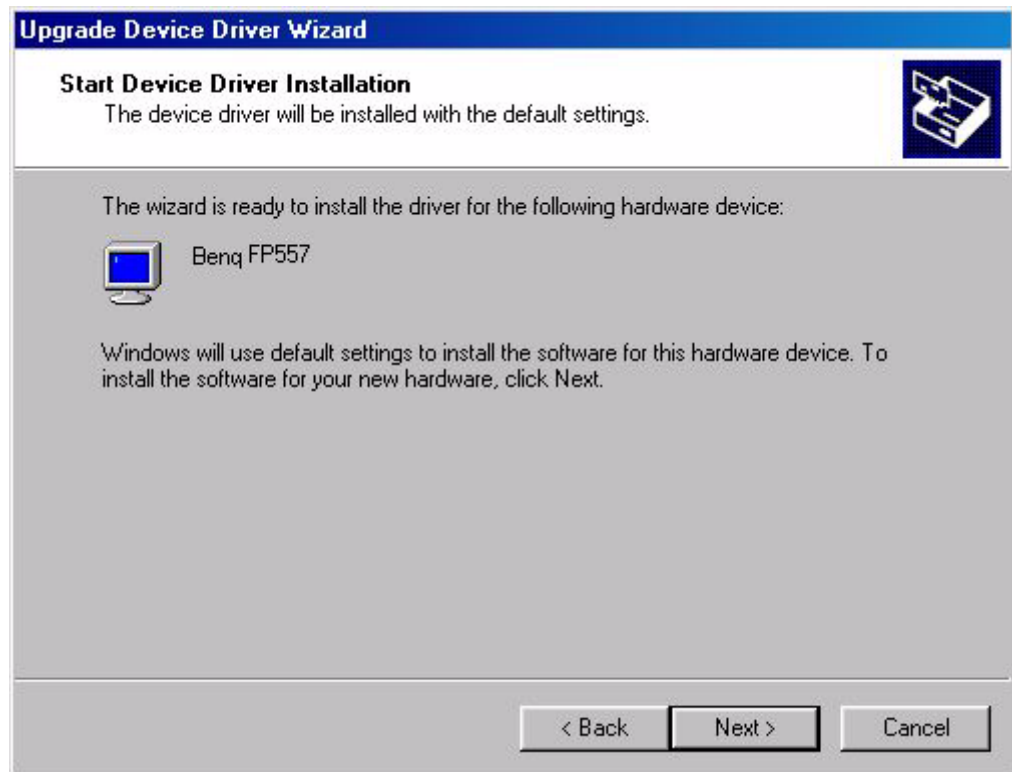 Upgrade Device Driver Wizard
Start Device Driver Installation
The device driver will be installed with the default settings.
The wizard is ready to install the driver for the following hardware device:
Benq FP557
Windows will use default settings to install the software for this hardware device. To
install the software for your new hardware, click Next.
< Back Next > Cancel